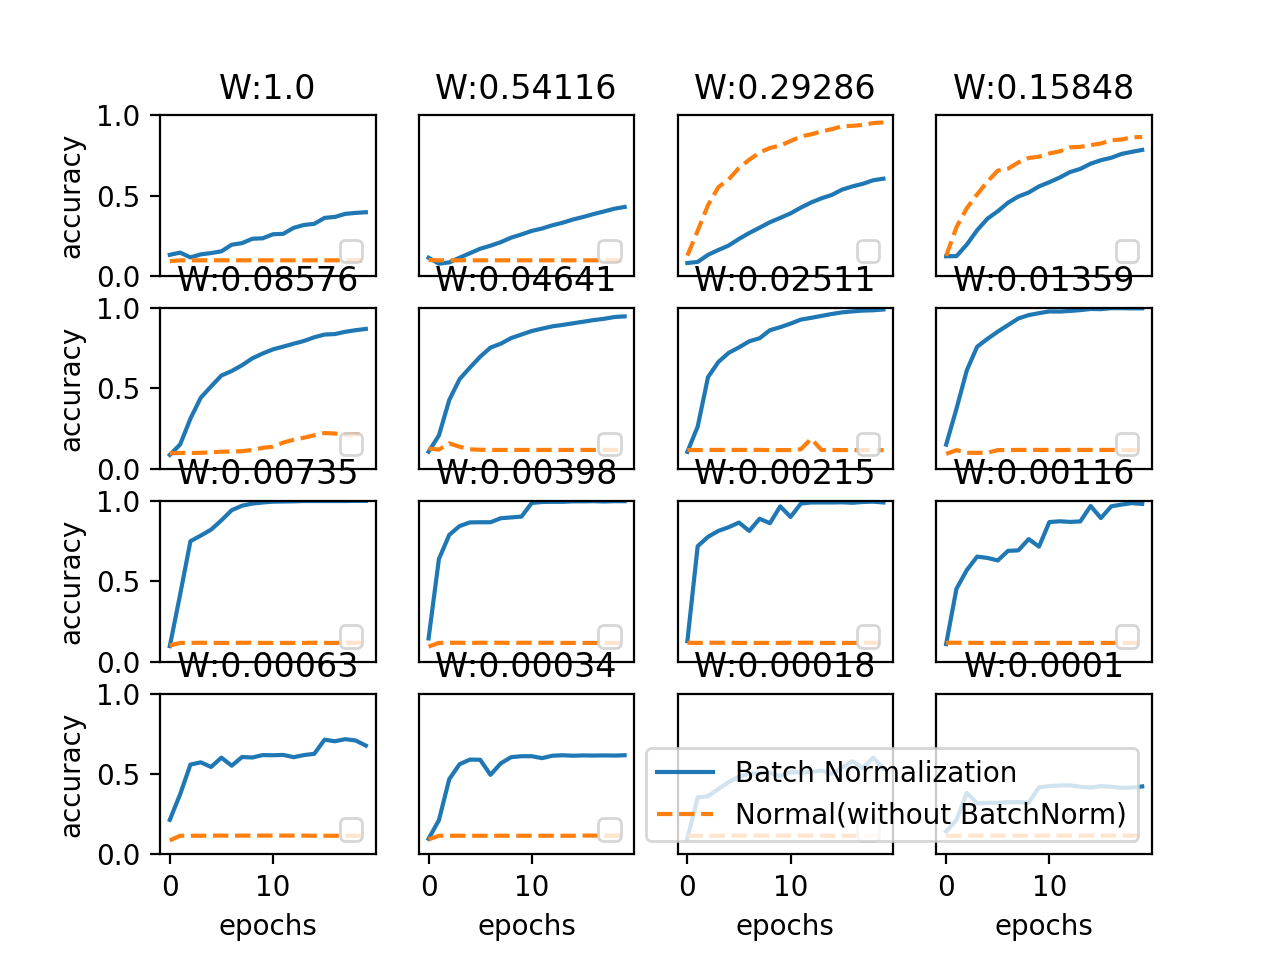 W:1.0 W:0.54116 W:0.29286 W:0.15848
accuracy
1.0
0.5
0.0
W:0.08576 W:0.04641 W:0.02511 W:0.01359
accuracy
1.0
0.5
0.0
W:0.00735 W:0.00398 W:0.00215 W:0.00116
accuracy
1.0
0.5
0.0
W:0.00063 W:0.00034 W:0.00018 W:0.0001
accuracy
1.0
0.5
0.0
Batch Normalization
Normal(without BatchNorm)
0 10 0 10 0 10 0 10
epochs epochs epochs epochs